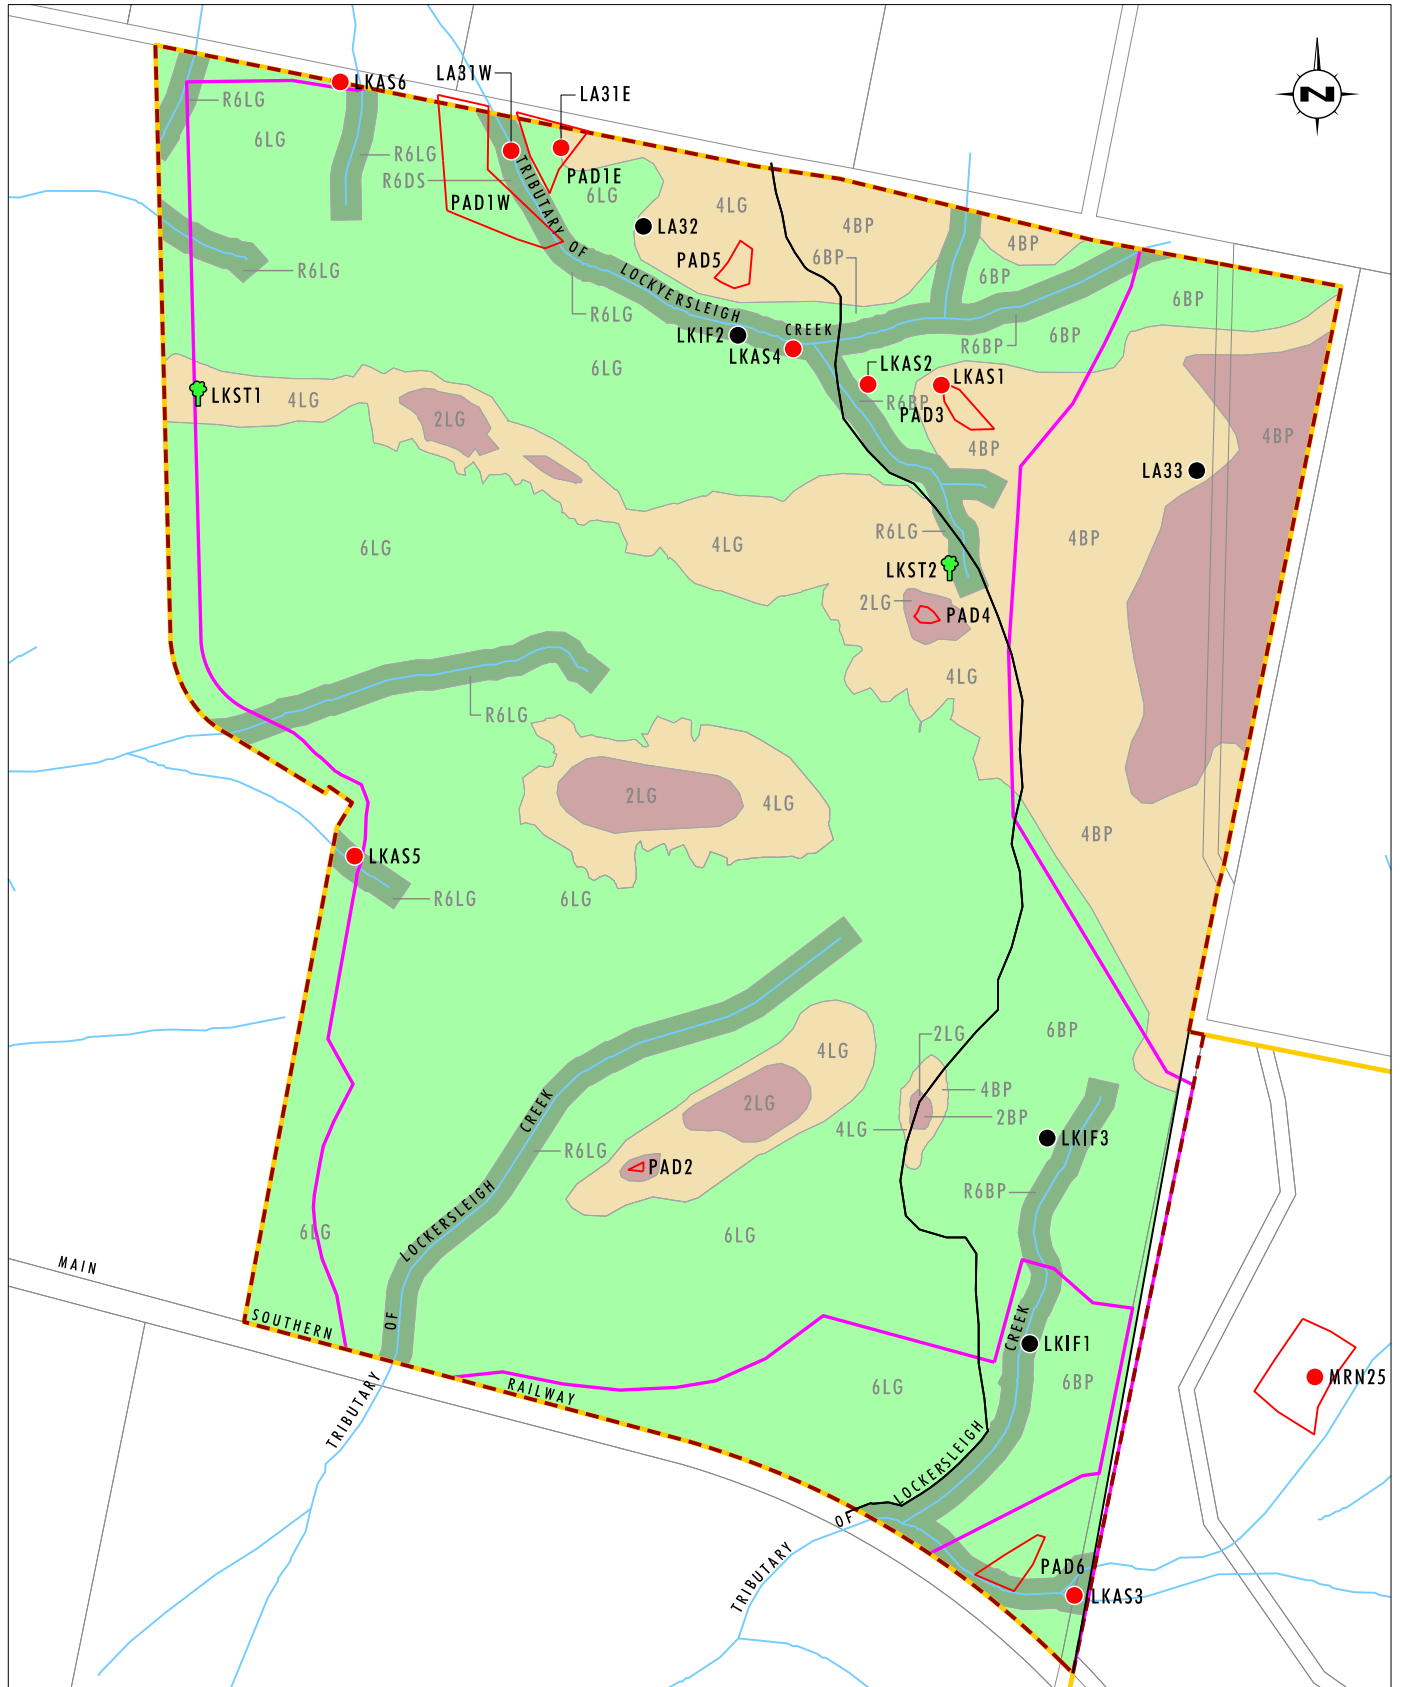 LA31W
LKAS6
LA31E
N
R6LG
6LG
R6LG
R6DS
PAD1W
PAD1E
6LG
4LG
4BP
LA32
TRIBUTARY OF LOCKYERSLEIGH CREEK
PAD5
6BP
4BP
6BP
R6LG
R6LG
6BP
LKIF2
LKAS4
R6BP
6BP
6LG
LKAS2
LKAS1
LKST1
4LG
R6BP
PAD3
2LG
4BP
4BP
LA33
6LG
4LG
R6LG
4BP
LKST2
2LG
PAD4
4LG
R6LG
2LG
4LG
4BP
LKAS5
R6LG
6LG
2LG
6BP
4LG
4BP
2LG
2BP
4LG
LKIF3
R6LG
PAD2
R6BP
6LG
6LG
MAIN SOUTHERN RAILWAY
TRIBUTARY OF LOCKERSLEIGH CREEK
LKIF1
MRN25
6LG
6BP
TRIBUTARY OF LOCKERSLEIGH CREEK
PAD6
LKAS3